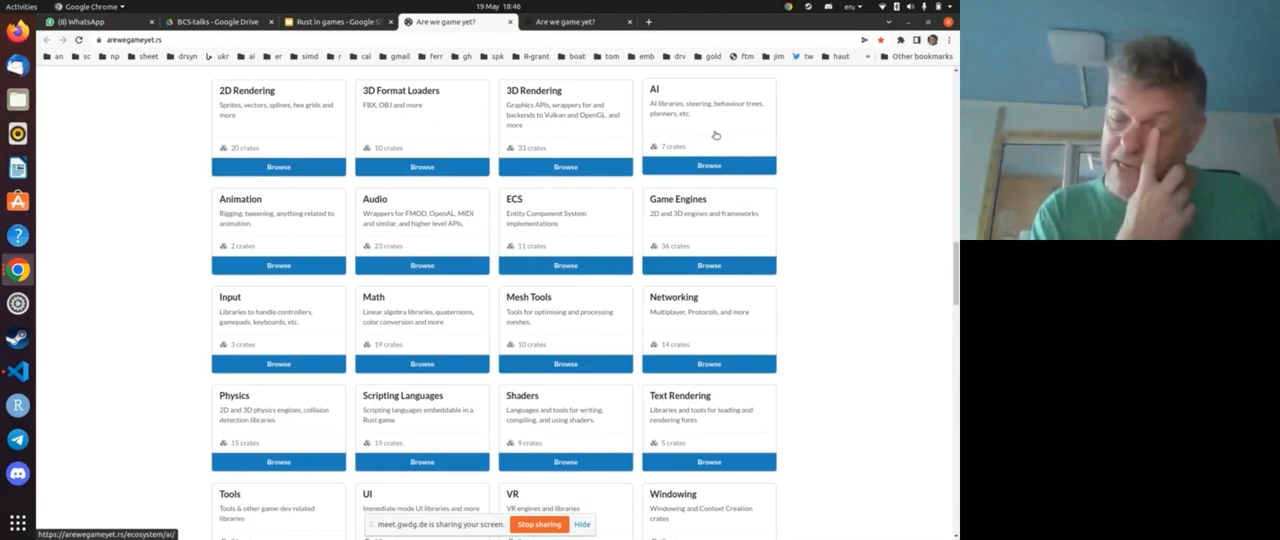 Activities
Google Chrome
19 May 18:46
en
(8) WhatsApp
BCS-talks - Google Drive
Rust in games - Google Sl
Are we game yet?
Are we game yet?
arewegameyet.rs
an
sc
np
sheet
drsyn
ukr
ai
er
simd
r
cal
gmail
ferr
gh
spk
R-grant
boat
tom
emb
drv
gold
ftm
jim
tw
haut
»
Other bookmarks
2D Rendering
Sprites, vectors, splines, hex grids and
more
20 crates
Browse
3D Format Loaders
FBX, OBJ and more
10 crates
Browse
3D Rendering
Graphics APIs, wrappers for and
backends to Vulkan and OpenGL, and
more
33 crates
Browse
AI
AI libraries, steering, behaviour trees,
planners, etc.
7 crates
Browse
Animation
Rigging, tweening, anything related to
animation.
2 crates
Browse
Audio
Wrappers for FMOD, OpenAL, MIDI
and similar, and higher level APIs.
23 crates
Browse
ECS
Entity Component System
implementations
11 crates
Browse
Game Engines
2D and 3D engines and frameworks
36 crates
Browse
Input
Libraries to handle controllers,
gamepads, keyboards, etc.
3 crates
Browse
Math
Linear algebra libraries, quaternions,
color conversion and more
19 crates
Browse
Mesh Tools
Tools for optimising and processing
meshes.
10 crates
Browse
Networking
Multiplayer, Protocols, and more
14 crates
Browse
Physics
2D and 3D physics engines, collision
detection libraries
15 crates
Browse
Scripting Languages
Scripting languages embeddable in a
Rust game
19 crates
Browse
Shaders
Languages and tools for writing,
compiling, and using shaders.
9 crates
Browse
Text Rendering
Libraries and tools for loading and
rendering fonts
5 crates
Browse
Tools
Tools & other game-dev related
libraries
UI
Immediate mode UI libraries and more
VR
VR engines and libraries
Windowing
Windowing and Context Creation
crates
meet.gwdg.de is sharing your screen.
Stop sharing
Hide
https://arewegameyet.rs/ecosystem/ai/